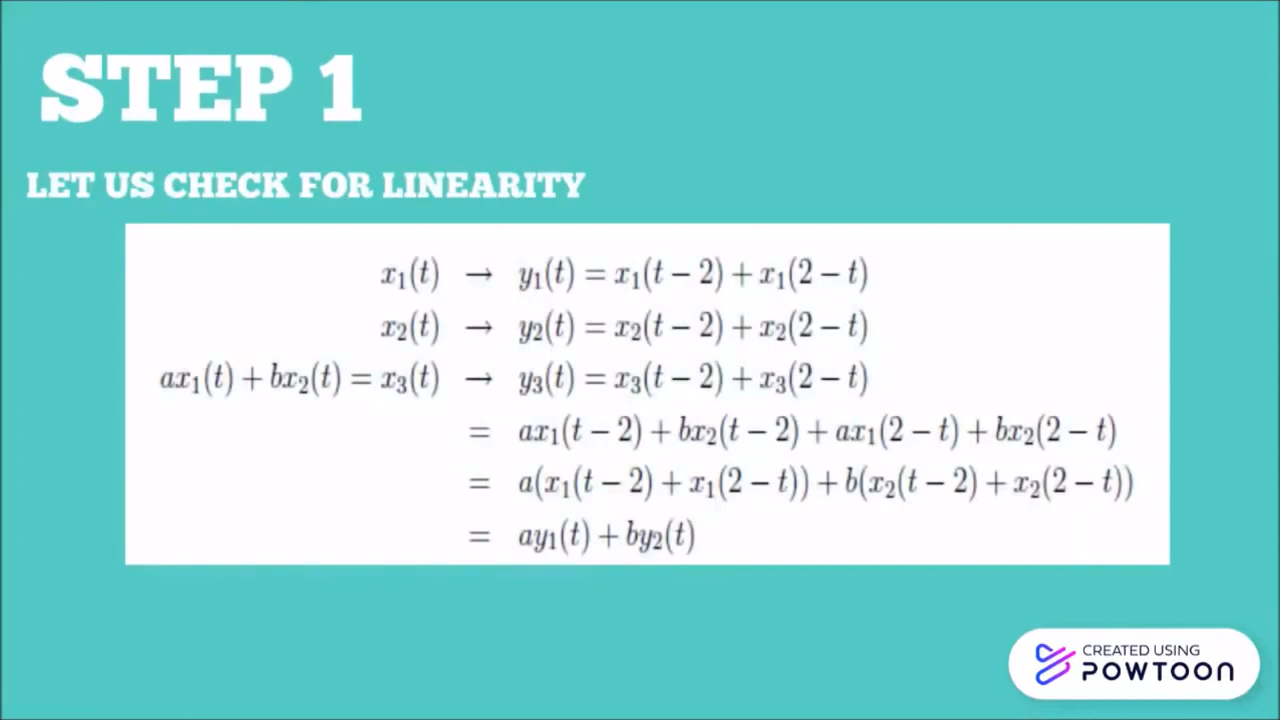 STEP 1
LET US CHECK FOR LINEARITY
x₁(t) → y₁(t) = x₁(t − 2) + x₁(2 − t)
x₂(t) → y₂(t) = x₂(t − 2) + x₂(2 − t)
ax₁(t) + bx₂(t) = x₃(t) → y₃(t) = x₃(t − 2) + x₃(2 − t)
= ax₁(t − 2) + bx₂(t − 2) + ax₁(2 − t) + bx₂(2 − t)
= a(x₁(t − 2) + x₁(2 − t)) + b(x₂(t − 2) + x₂(2 − t))
= ay₁(t) + by₂(t)
CREATED USING
POWTOON